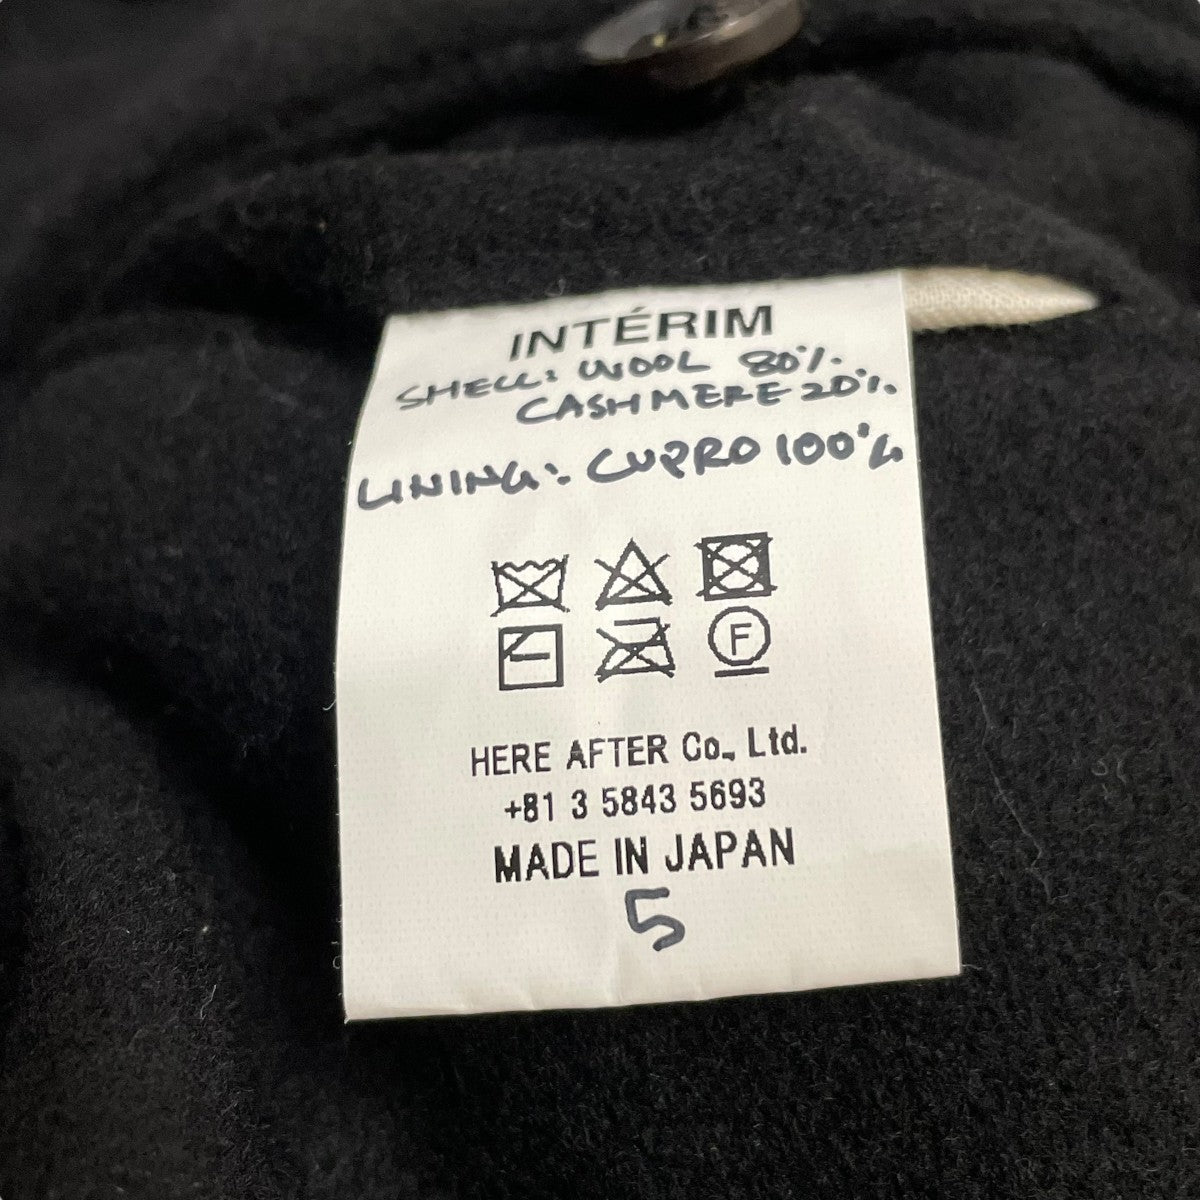 INTÉRIM
SHELL: WOOL 80%
CASHMERE 20%
LINING: CUPRO 100%
F
HERE AFTER Co., Ltd.
+81 3 5843 5693
MADE IN JAPAN
5